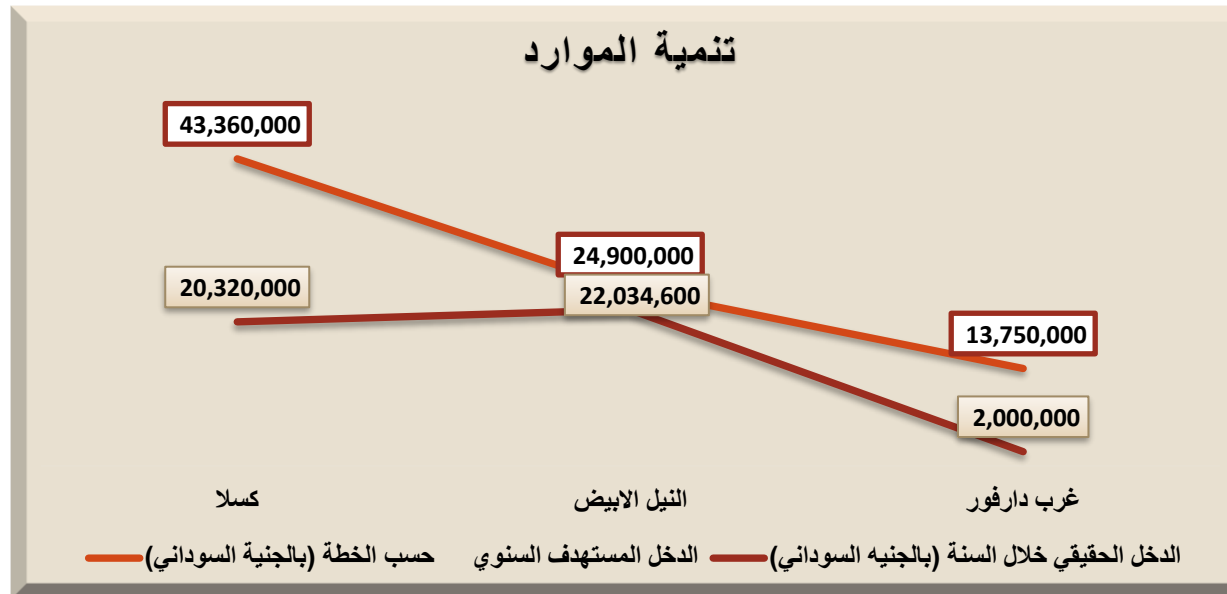 تنمية الموارد
43,360,000
24,900,000
20,320,000
22,034,600
13,750,000
2,000,000
كسلا
النيل الابيض
غرب دارفور
حسب الخطة (بالجنية السوداني) الدخل المستهدف السنوي
الدخل الحقيقي خلال السنة (بالجنيه السوداني)